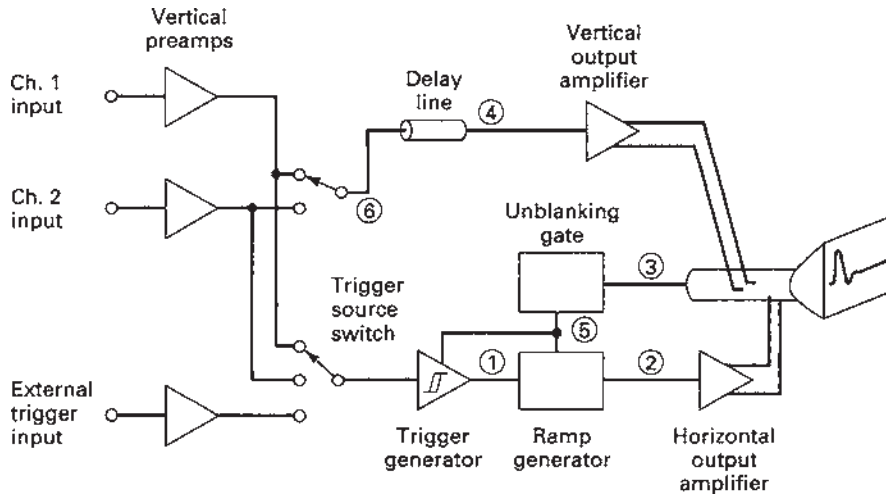 Vertical
preamps
Ch. 1
input
Ch. 2
input
External
trigger
input
Delay
line
④
Vertical
output
amplifier
⑥
Unblanking
gate
③
Trigger
source
switch
⑤
①
②
Trigger
generator
Ramp
generator
Horizontal
output
amplifier